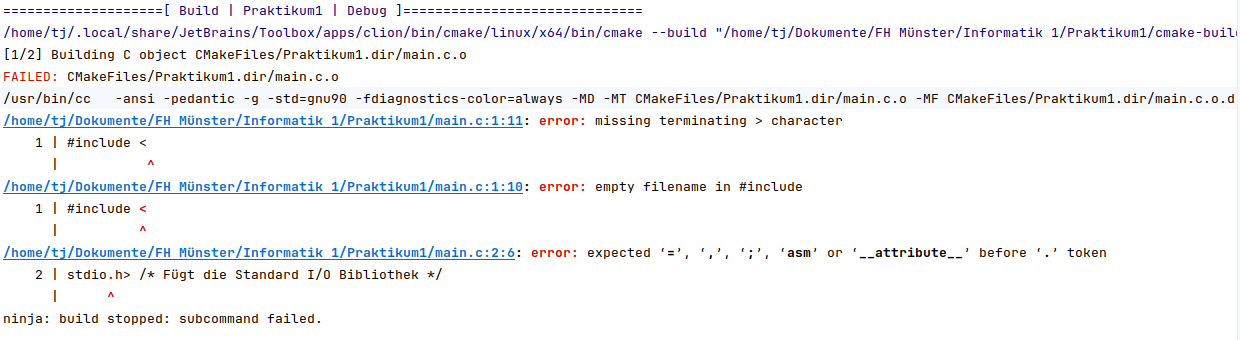 ====================[ Build | Praktikum1 | Debug ]==============================
/home/tj/.local/share/JetBrains/Toolbox/apps/clion/bin/cmake/linux/x64/bin/cmake --build "/home/tj/Dokumente/FH Münster/Informatik 1/Praktikum1/cmake-buil
[1/2] Building C object CMakeFiles/Praktikum1.dir/main.c.o
FAILED: CMakeFiles/Praktikum1.dir/main.c.o
/usr/bin/cc   -ansi -pedantic -g -std=gnu90 -fdiagnostics-color=always -MD -MT CMakeFiles/Praktikum1.dir/main.c.o -MF CMakeFiles/Praktikum1.dir/main.c.o.d
/home/tj/Dokumente/FH Münster/Informatik 1/Praktikum1/main.c:1:11: error: missing terminating > character
    1 | #include <
      |           ^
/home/tj/Dokumente/FH Münster/Informatik 1/Praktikum1/main.c:1:10: error: empty filename in #include
    1 | #include <
      |          ^
/home/tj/Dokumente/FH Münster/Informatik 1/Praktikum1/main.c:2:6: error: expected ‘=’, ‘,’, ‘;’, ‘asm’ or ‘__attribute__’ before ‘.’ token
    2 | stdio.h> /* Fügt die Standard I/O Bibliothek */
      |      ^
ninja: build stopped: subcommand failed.